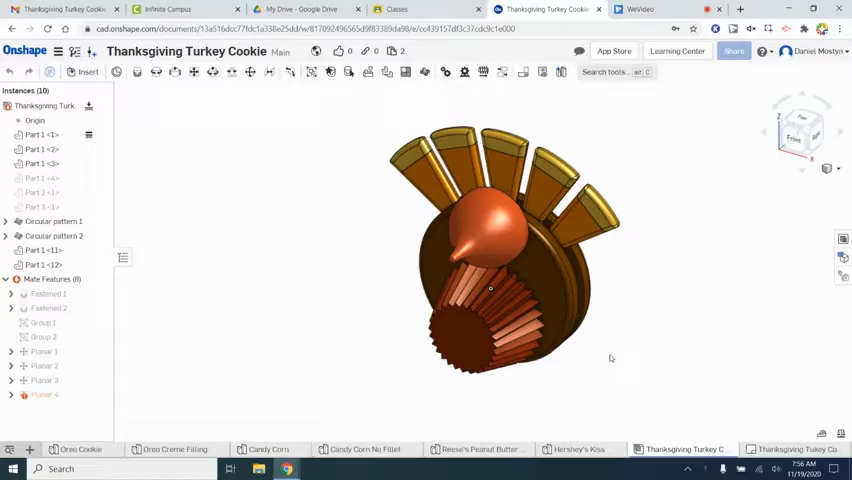 Thanksgiving Turkey Cookie
Infinite Campus
My Drive - Google Drive
Classes
Thanksgiving Turkey Cookie
WeVideo
cad.onshape.com/documents/13a516dcc77fdc1a338e25dd/w/817092496565d9f83389da98/e/cc439157df3c37cdc9c1e000
Onshape
Thanksgiving Turkey Cookie Main
0
0
2
App Store
Learning Center
Share
Daniel Mostyn
Insert
Search tools...
alt C
Instances (10)
Thanksgiving Turk...
Origin
Part 1 <1>
Part 1 <2>
Part 1 <3>
Part 1 <4>
Part 2 <1>
Part 3 <1>
Circular pattern 1
Circular pattern 2
Part 1 <11>
Part 1 <12>
Mate Features (8)
Fastened 1
Fastened 2
Group 1
Group 2
Planar 1
Planar 2
Planar 3
Planar 4
Z
Top
Front
Right
X
Oreo Cookie
Oreo Creme Filling
Candy Corn
Candy Corn No Fillet
Reese's Peanut Butter...
Hershey's Kiss
Thanksgiving Turkey C...
Thanksgiving Tukey Co...
Search
7:56 AM
11/19/2020